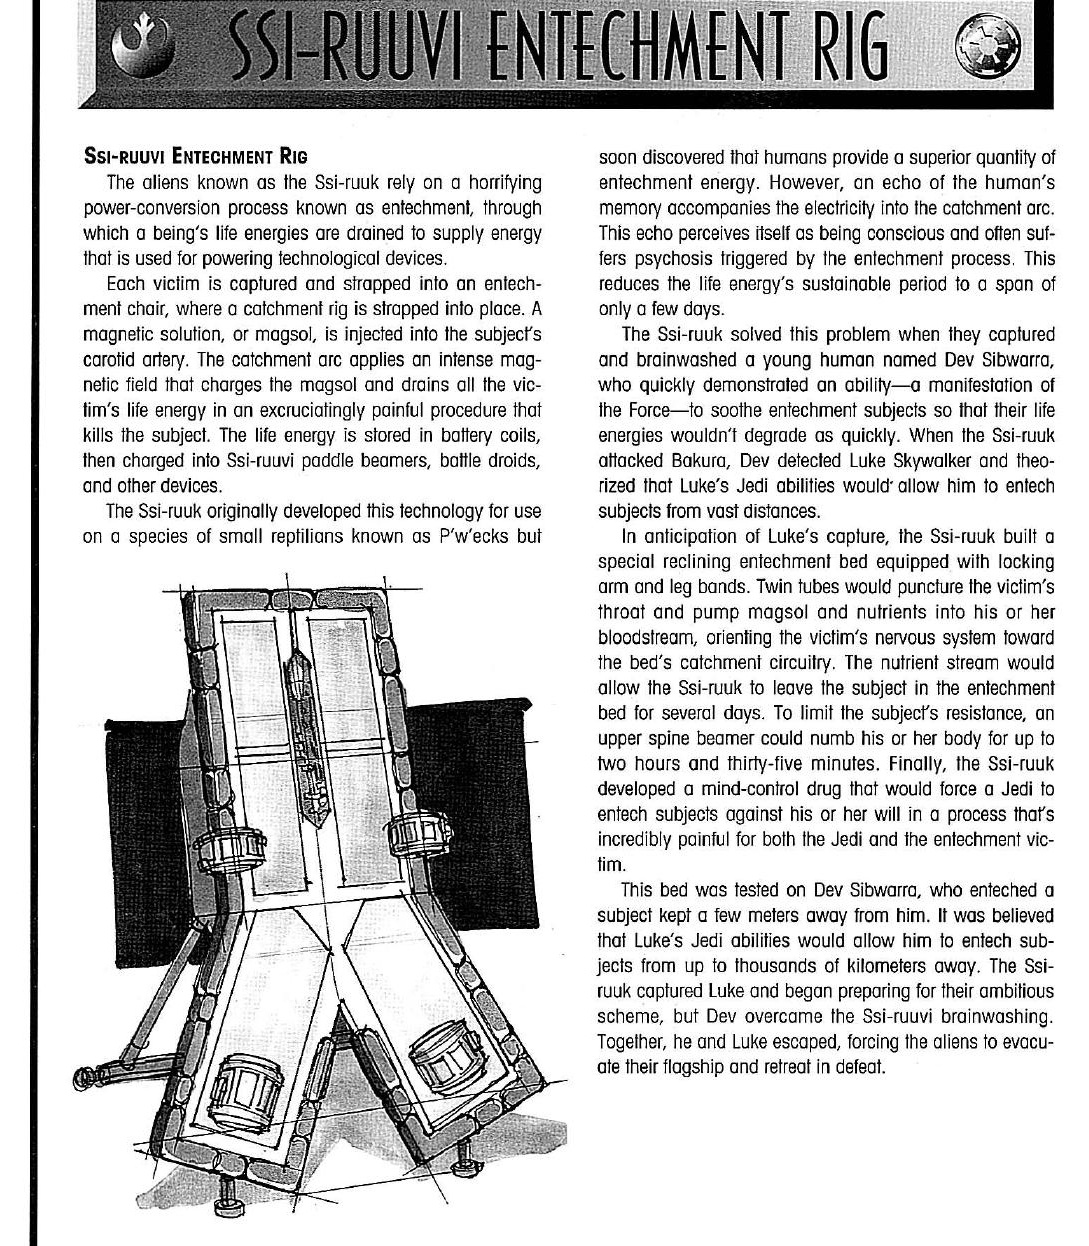 SSI-RUUVI ENTECHMENT RIG
SSI-RUUVI ENTECHMENT RIG
The aliens known as the Ssi-ruuk rely on a horrifying
power-conversion process known as entechment, through
which a being's life energies are drained to supply energy
that is used for powering technological devices.
Each victim is captured and strapped into an entech-
ment chair, where a catchment rig is strapped into place. A
magnetic solution, or magsol, is injected into the subject's
carotid artery. The catchment arc applies an intense mag-
netic field that charges the magsol and drains all the vic-
tim's life energy in an excruciatingly painful procedure that
kills the subject. The life energy is stored in battery coils,
then charged into Ssi-ruuvi paddle beamers, battle droids,
and other devices.
The Ssi-ruuk originally developed this technology for use
on a species of small reptilians known as P'w'ecks but
soon discovered that humans provide a superior quantity of
entechment energy. However, an echo of the human's
memory accompanies the electricity into the catchment arc.
This echo perceives itself as being conscious and often suf-
fers psychosis triggered by the entechment process. This
reduces the life energy's sustainable period to a span of
only a few days.
The Ssi-ruuk solved this problem when they captured
and brainwashed a young human named Dev Sibwarra,
who quickly demonstrated an ability—a manifestation of
the Force—to soothe entechment subjects so that their life
energies wouldn't degrade as quickly. When the Ssi-ruuk
attacked Bakura, Dev detected Luke Skywalker and theo-
rized that Luke's Jedi abilities would allow him to entech
subjects from vast distances.
In anticipation of Luke's capture, the Ssi-ruuk built a
special reclining entechment bed equipped with locking
arm and leg bands. Twin tubes would puncture the victim's
throat and pump magsol and nutrients into his or her
bloodstream, orienting the victim's nervous system toward
the bed's catchment circuitry. The nutrient stream would
allow the Ssi-ruuk to leave the subject in the entechment
bed for several days. To limit the subject's resistance, an
upper spine beamer could numb his or her body for up to
two hours and thirty-five minutes. Finally, the Ssi-ruuk
developed a mind-control drug that would force a Jedi to
entech subjects against his or her will in a process that's
incredibly painful for both the Jedi and the entechment vic-
tim.
This bed was tested on Dev Sibwarra, who enteched a
subject kept a few meters away from him. It was believed
that Luke's Jedi abilities would allow him to entech sub-
jects from up to thousands of kilometers away. The Ssi-
ruuk captured Luke and began preparing for their ambitious
scheme, but Dev overcame the Ssi-ruuvi brainwashing.
Together, he and Luke escaped, forcing the aliens to evacu-
ate their flagship and retreat in defeat.